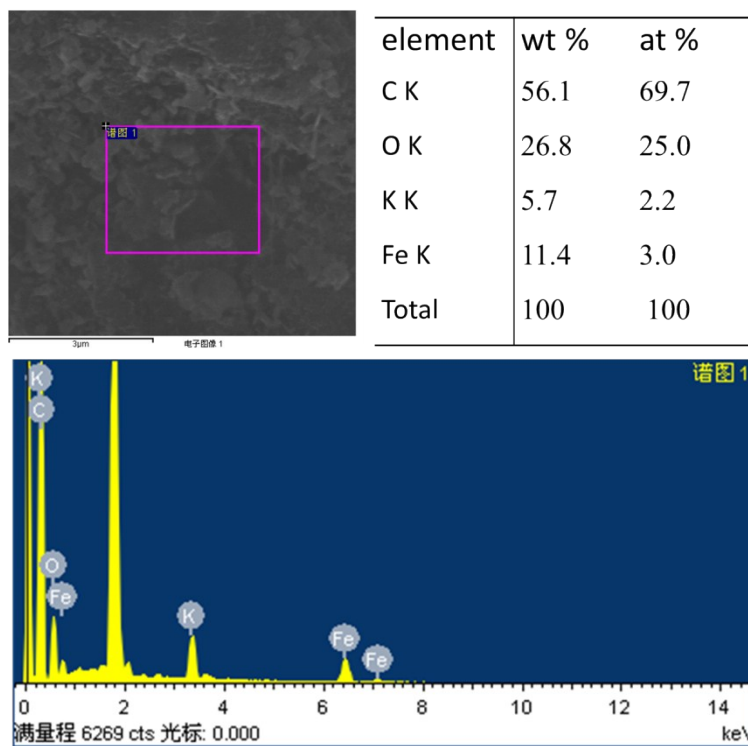 谱图 1
3μm
电子图像 1
element wt % at %
C K 56.1 69.7
O K 26.8 25.0
K K 5.7 2.2
Fe K 11.4 3.0
Total 100 100
谱图 1
K
C
O
Fe
K
Fe
Fe
0 2 4 6 8 10 12 14
满量程 6269 cts 光标: 0.000
keV